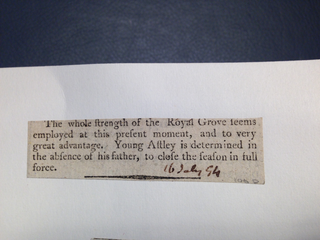 The whole ſtrength of the Royal Grove ſeems
employed at this preſent moment, and to very
great advantage. Young Aſtley is determined in
the abſence of his father, to cloſe the ſeaſon in full
force.
16 July 94